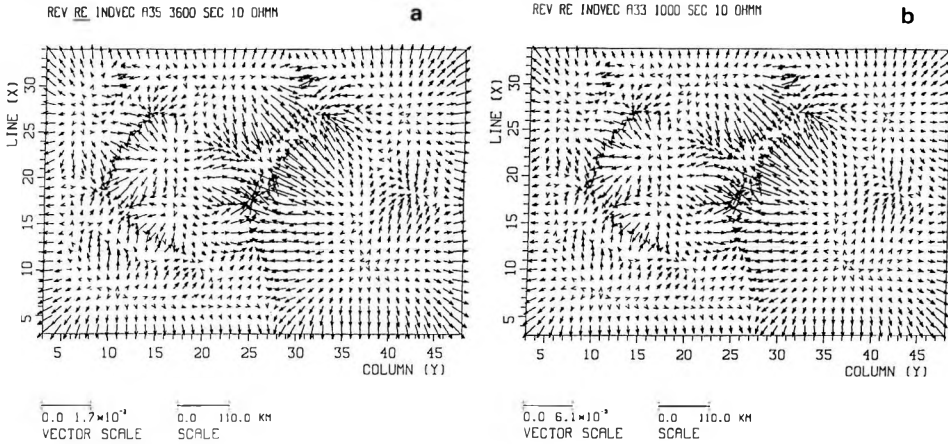 REV RE INDVEC A35 3600 SEC 10 OHMM
a
LINE (X)
30
25
20
15
10
5
5 10 15 20 25 30 35 40 45
COLUMN (Y)
0.0 1.7×10⁻³
VECTOR SCALE
0.0 110.0 KM
SCALE
REV RE INDVEC A33 1000 SEC 10 OHMM
b
LINE (X)
30
25
20
15
10
5
5 10 15 20 25 30 35 40 45
COLUMN (Y)
0.0 6.1×10⁻³
VECTOR SCALE
0.0 110.0 KM
SCALE